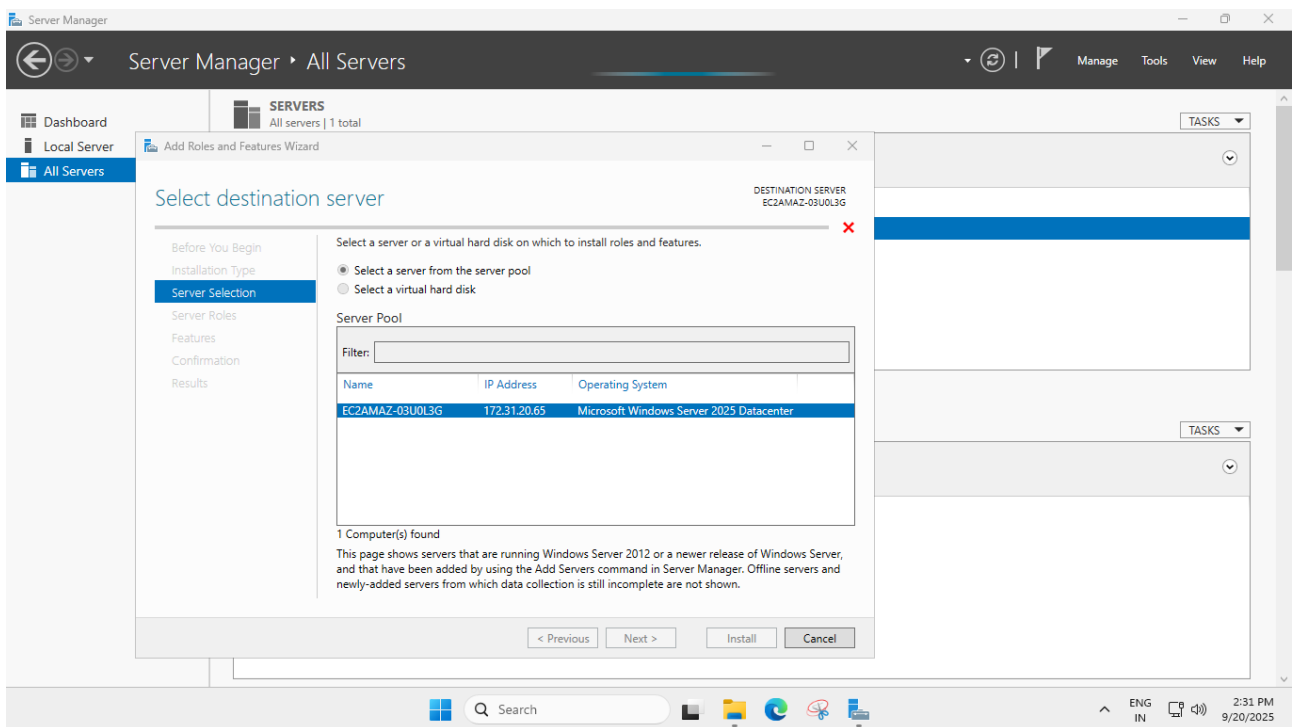 Server Manager
Server Manager ‣ All Servers
Manage Tools View Help
Dashboard
Local Server
All Servers
SERVERS
All servers | 1 total
TASKS
Add Roles and Features Wizard
Select destination server
DESTINATION SERVER
EC2AMAZ-03U0L3G
Before You Begin
Installation Type
Server Selection
Server Roles
Features
Confirmation
Results
Select a server or a virtual hard disk on which to install roles and features.
Select a server from the server pool
Select a virtual hard disk
Server Pool
Filter:
Name IP Address Operating System
EC2AMAZ-03U0L3G 172.31.20.65 Microsoft Windows Server 2025 Datacenter
1 Computer(s) found
This page shows servers that are running Windows Server 2012 or a newer release of Windows Server,
and that have been added by using the Add Servers command in Server Manager. Offline servers and
newly-added servers from which data collection is still incomplete are not shown.
< Previous Next > Install Cancel
TASKS
Search
ENG
IN
2:31 PM
9/20/2025